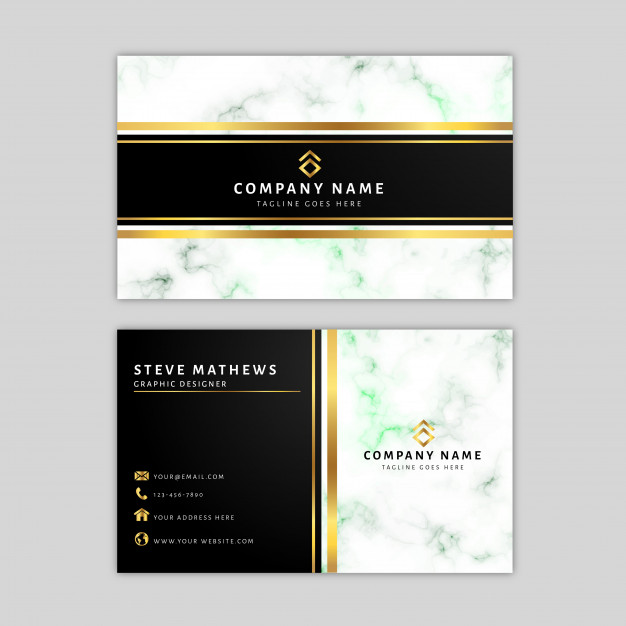 COMPANY NAME
TAGLINE GOES HERE
STEVE MATHEWS
GRAPHIC DESIGNER
YOUR@EMAIL.COM
123-456-7890
YOUR ADDRESS HERE
WWW.YOUR WEBSITE.COM
COMPANY NAME
TAGLINE GOES HERE